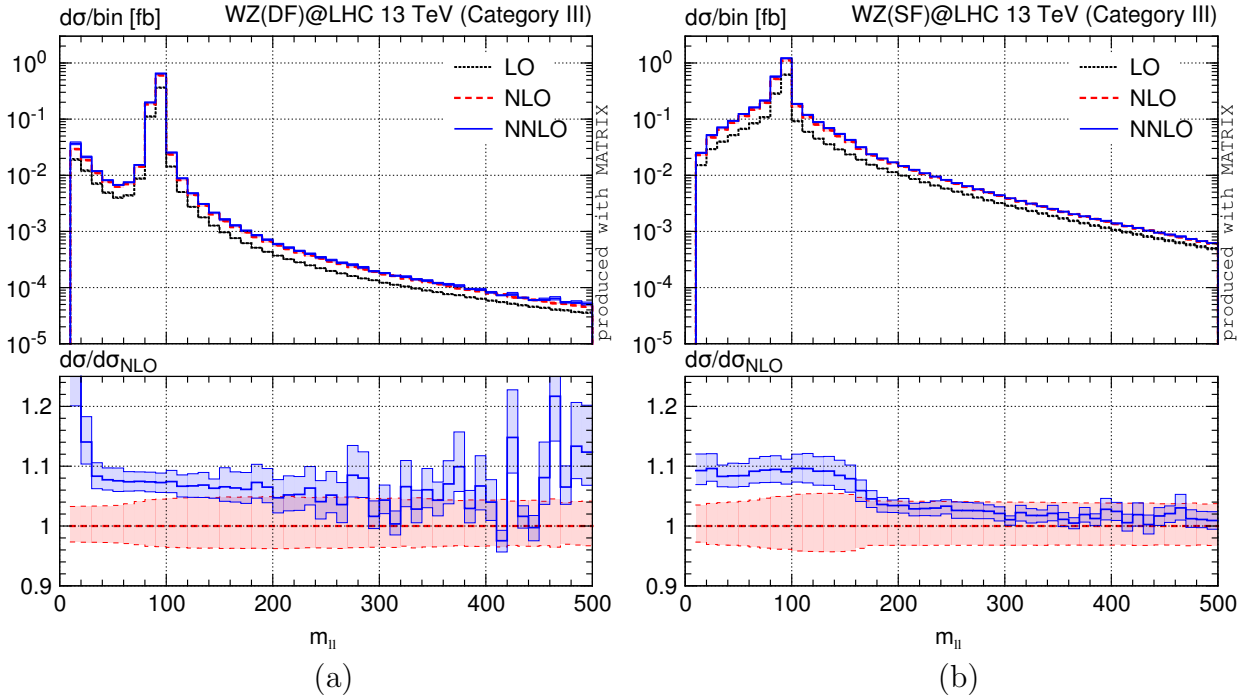 dσ/bin [fb]
WZ(DF)@LHC 13 TeV (Category III)
10^0
10^-1
10^-2
10^-3
10^-4
10^-5
LO
NLO
NNLO
produced with MATRIX
dσ/dσ_NLO
1.2
1.1
1
0.9
0
100
200
300
400
500
m_ll
(a)
dσ/bin [fb]
WZ(SF)@LHC 13 TeV (Category III)
10^0
10^-1
10^-2
10^-3
10^-4
10^-5
LO
NLO
NNLO
produced with MATRIX
dσ/dσ_NLO
1.2
1.1
1
0.9
0
100
200
300
400
500
m_ll
(b)